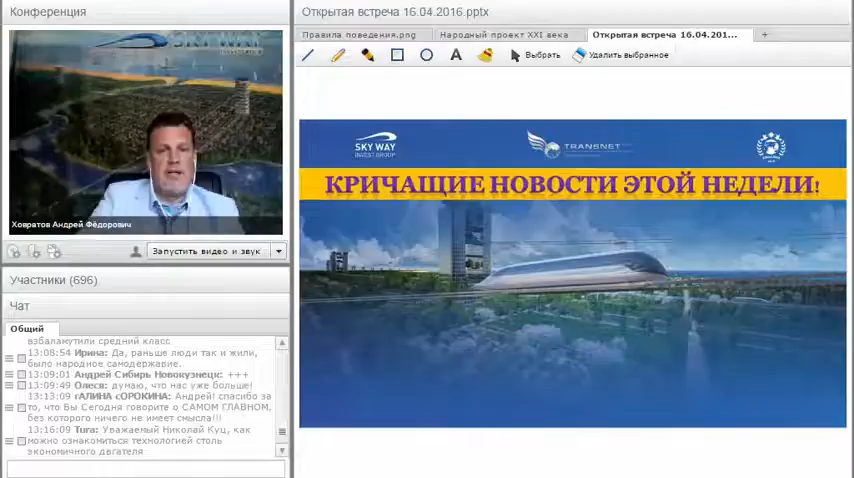 Конференция
SKY WAY
Ховратов Андрей Фёдорович
Запустить видео и звук
Участники (696)
Чат
Общий
взбаламутили средний класс
13:08:54 Ирина: Да, раньше люди так и жили,
было народное самодержавие.
13:09:01 Андрей Сибирь Новокузнецк: +++
13:09:49 Олеся: думаю, что нас уже больше!
13:13:09 гАЛИНА сОРОКИНА: Андрей! спасибо за
то, что Вы Сегодня говорите о САМОМ ГЛАВНОМ,
без которого ничего не имеет смысла!!!
13:16:09 Tura: Уважаемый Николай Куц, как
можно ознакомиться технологией столь
экономичного двгателя
Открытая встреча 16.04.2016.pptx
Правила поведения.png
Народный проект XXI века
Открытая встреча 16.04.201...
+
A
Выбрать
Удалить выбранное
SKY WAY
INVEST GROUP
TRANSNET
КРИЧАЩИЕ НОВОСТИ ЭТОЙ НЕДЕЛИ!